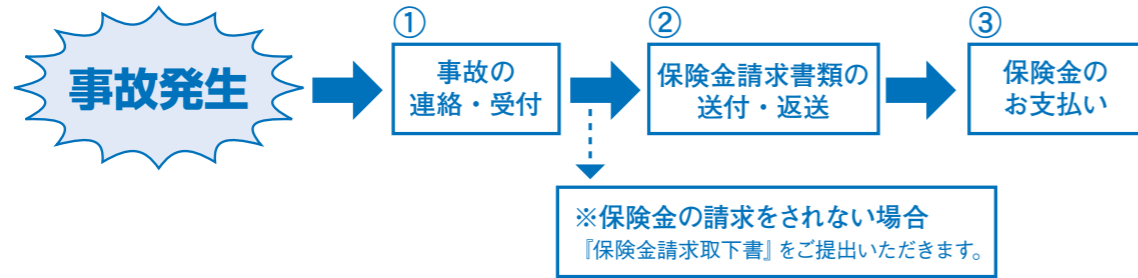 事故発生
①
事故の
連絡・受付
②
保険金請求書類の
送付・返送
③
保険金の
お支払い
※保険金の請求をされない場合
『保険金請求取下書』をご提出いただきます。